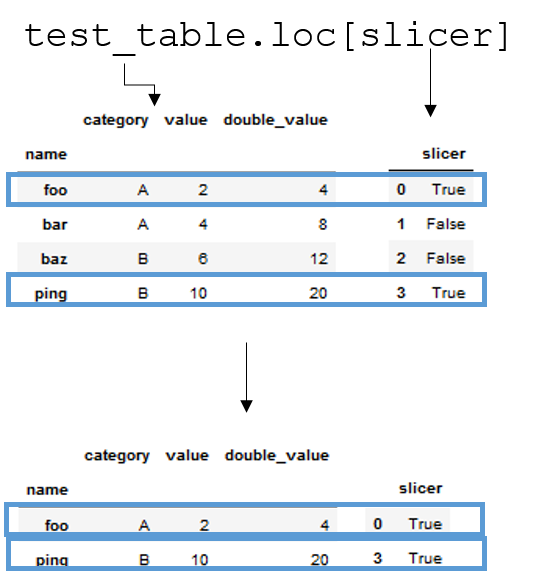 test_table.loc[slicer]
category value double_value
name slicer
foo A 2 4 0 True
bar A 4 8 1 False
baz B 6 12 2 False
ping B 10 20 3 True
category value double_value
name slicer
foo A 2 4 0 True
ping B 10 20 3 True